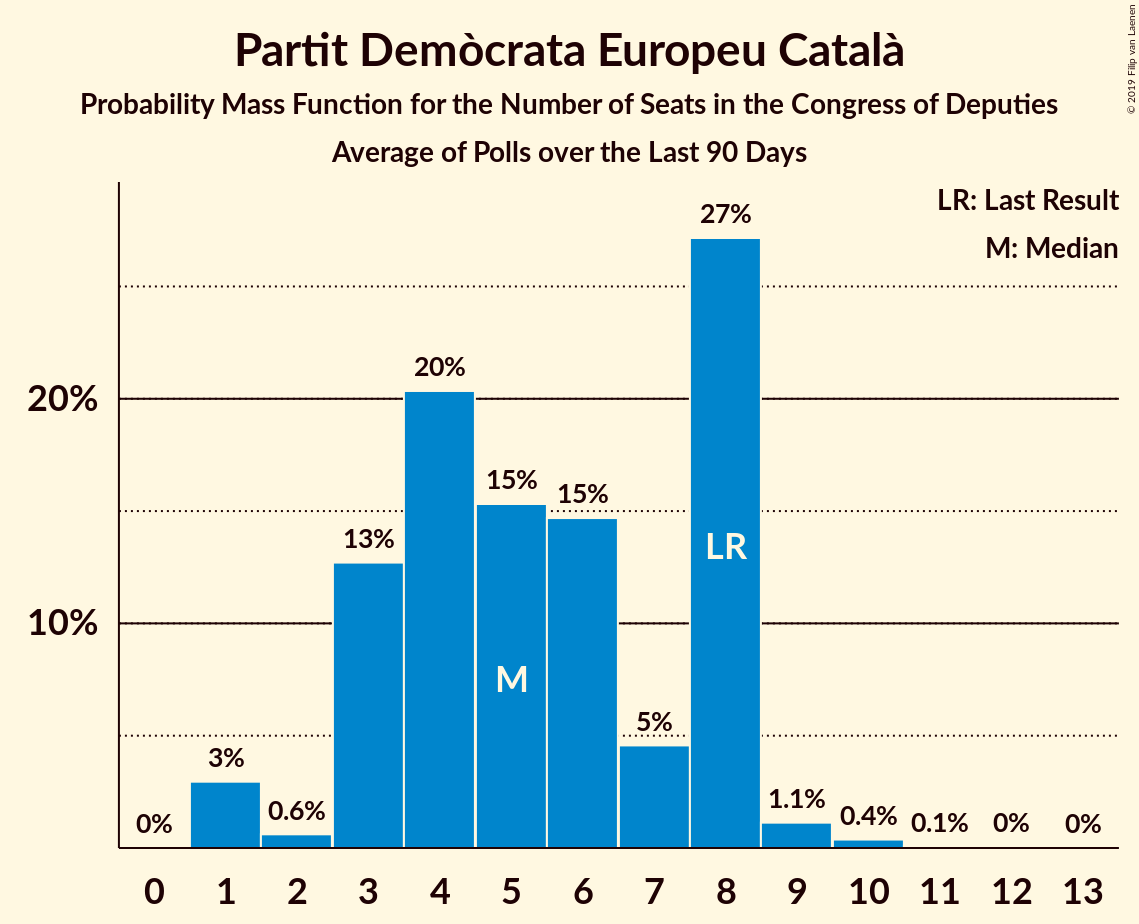 Partit Demòcrata Europeu Català
Probability Mass Function for the Number of Seats in the Congress of Deputies
Average of Polls over the Last 90 Days
© 2019 Filip van Laenen
LR: Last Result
M: Median
20%
10%
0%
3%
0.6%
13%
20%
15%
15%
5%
27%
1.1%
0.4%
0.1%
0%
0%
M
LR
0 1 2 3 4 5 6 7 8 9 10 11 12 13